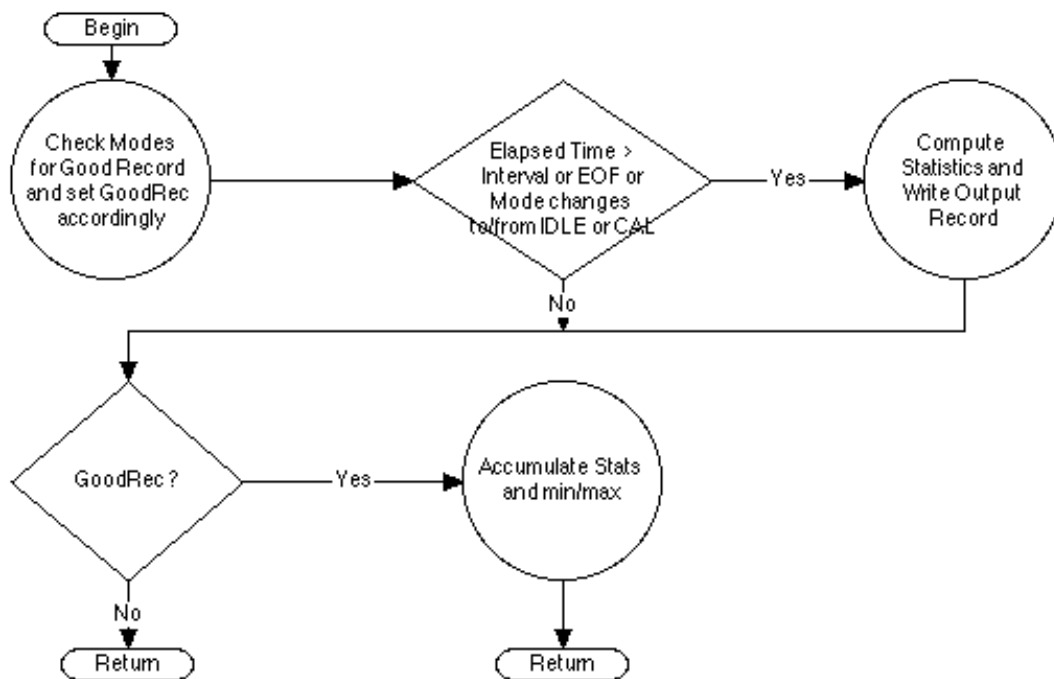 Begin
Check Modes
for Good Record
and set GoodRec
accordingly
Elapsed Time >
Interval or EOF or
Mode changes
to/from IDLE or CAL
Yes
Compute
Statistics and
Write Output
Record
No
GoodRec?
Yes
Accumulate Stats
and min/max
No
Return
Return